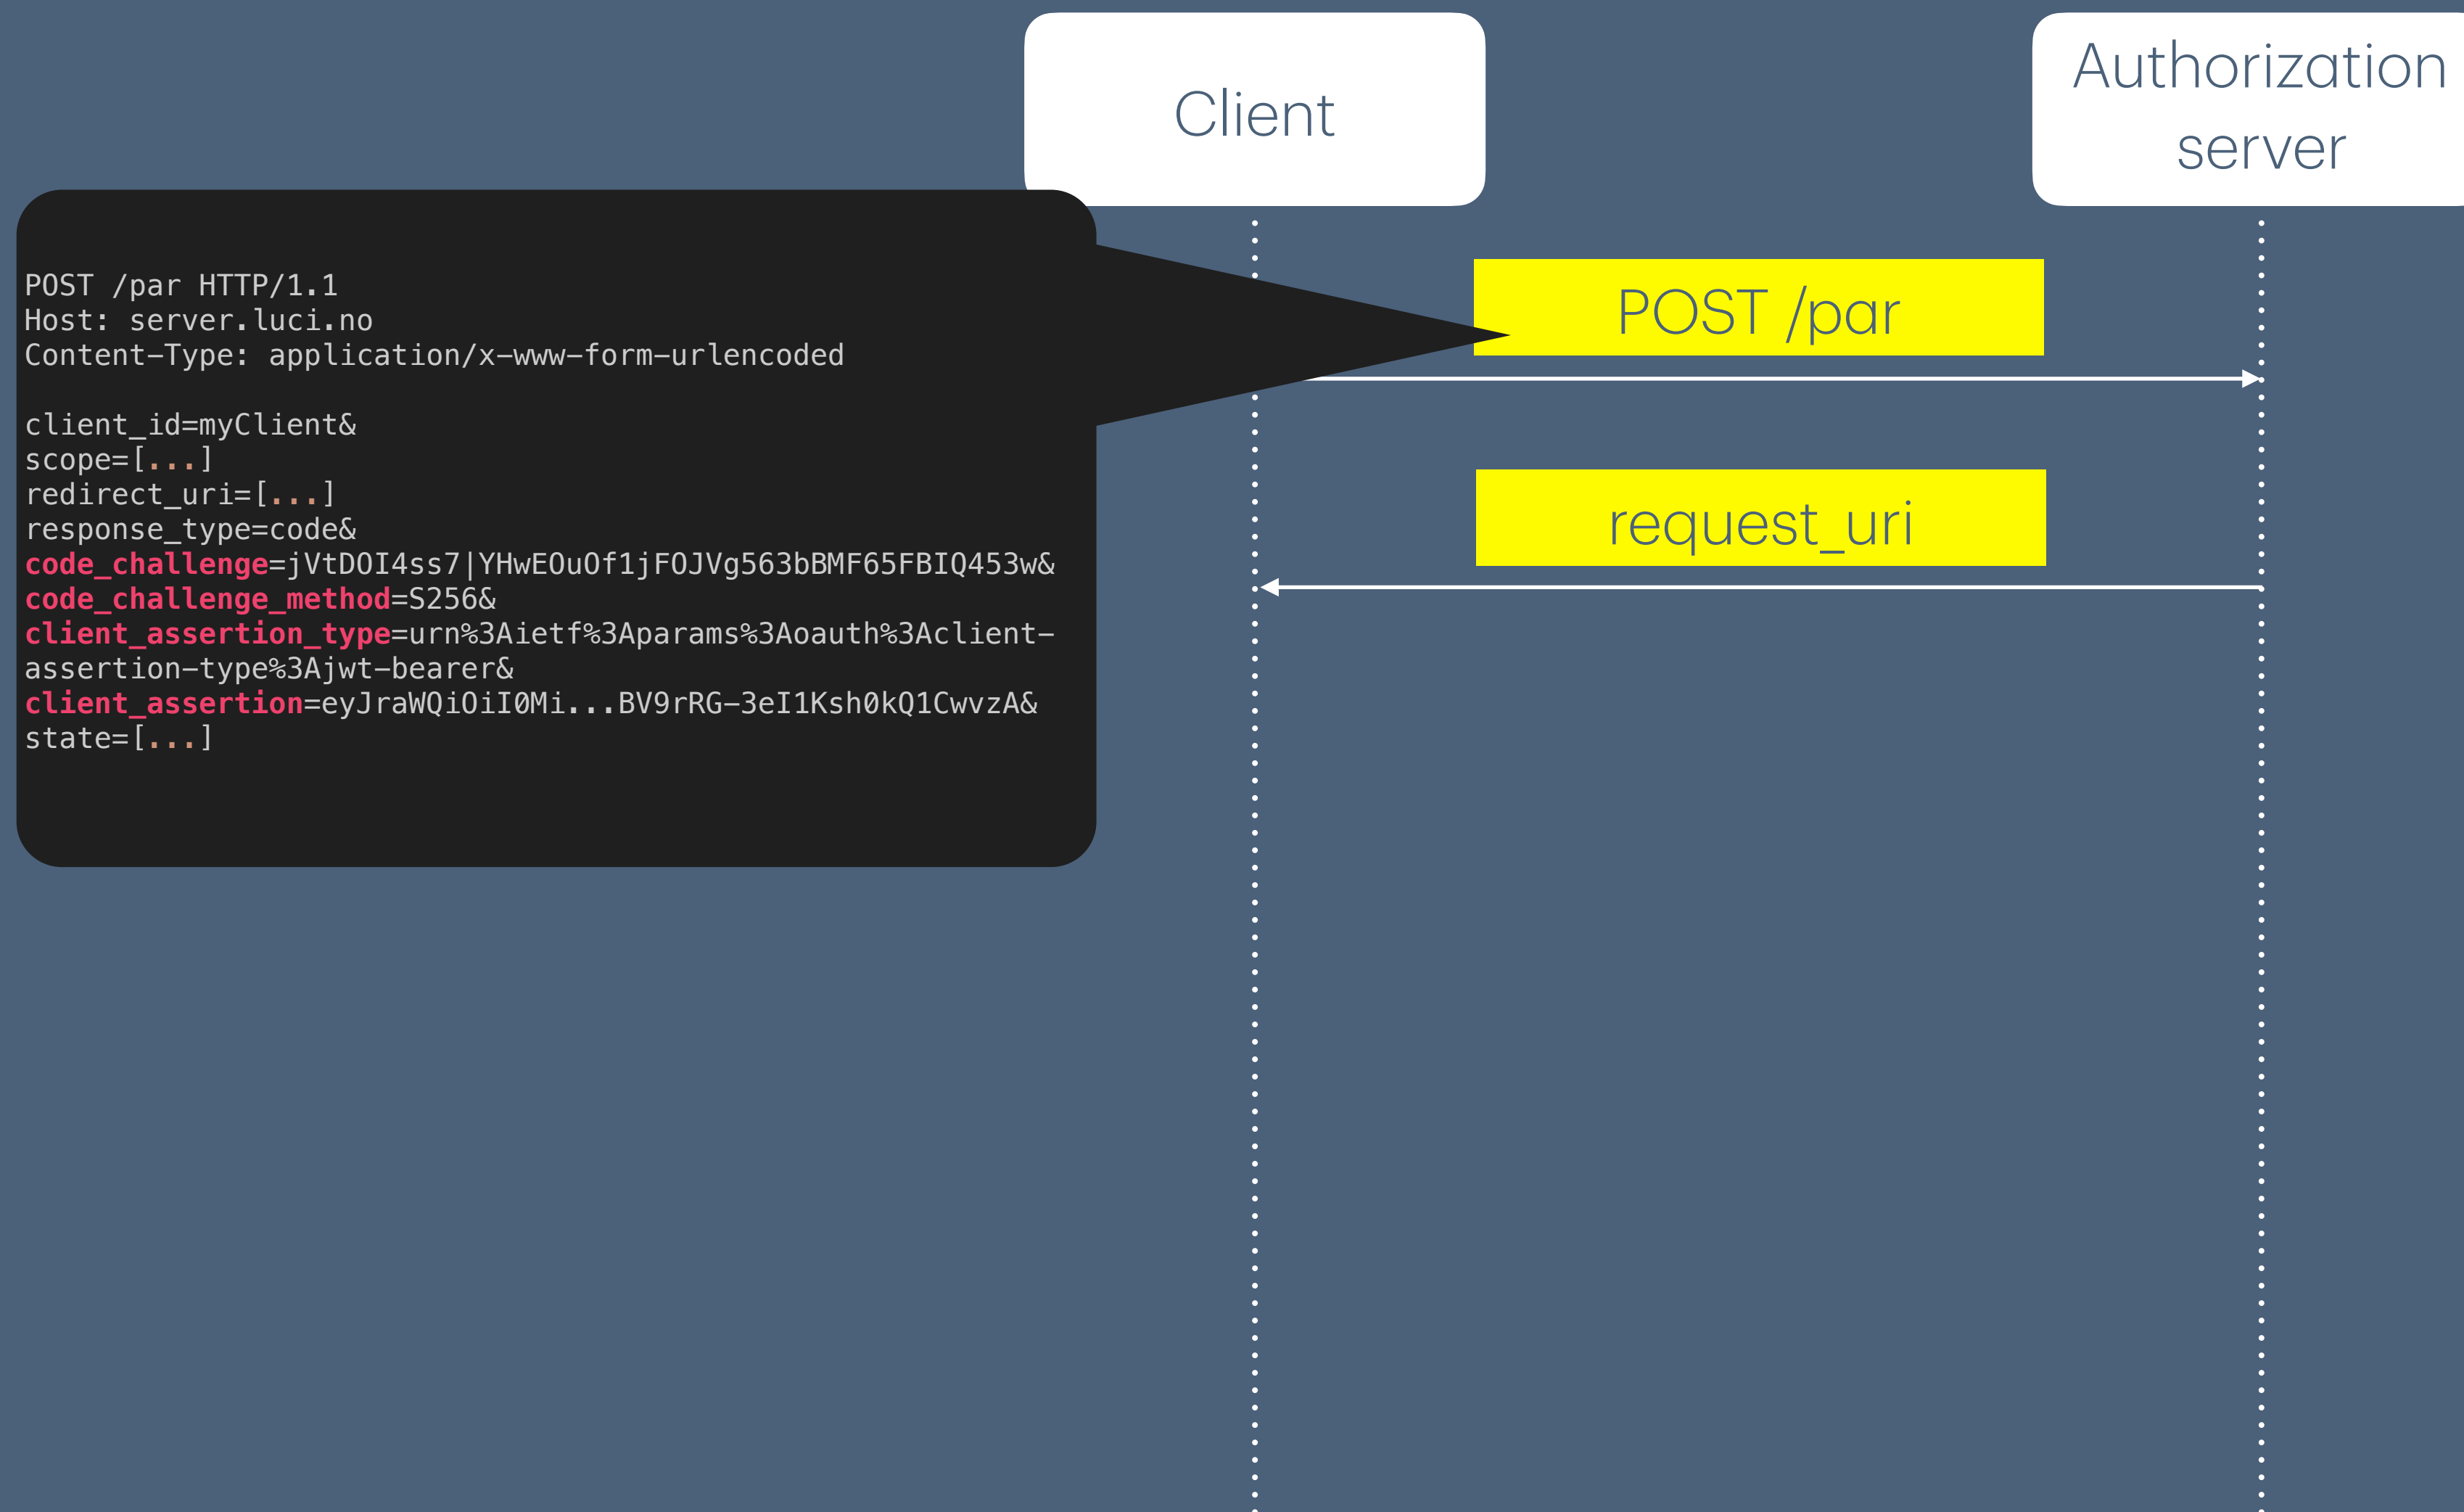 Client
Authorization
server
POST /par HTTP/1.1
Host: server.luci.no
Content-Type: application/x-www-form-urlencoded
client_id=myClient&
scope=[...]
redirect_uri=[...]
response_type=code&
code_challenge=jVtDOI4ss7|YHwEOuOf1jFOJVg563bBMF65FBIQ453w&
code_challenge_method=S256&
client_assertion_type=urn%3Aietf%3Aparams%3Aoauth%3Aclient-
assertion-type%3Ajwt-bearer&
client_assertion=eyJraWQiOiI0Mi...BV9rRG-3eI1Ksh0kQ1CwvzA&
state=[...]
POST /par
request_uri